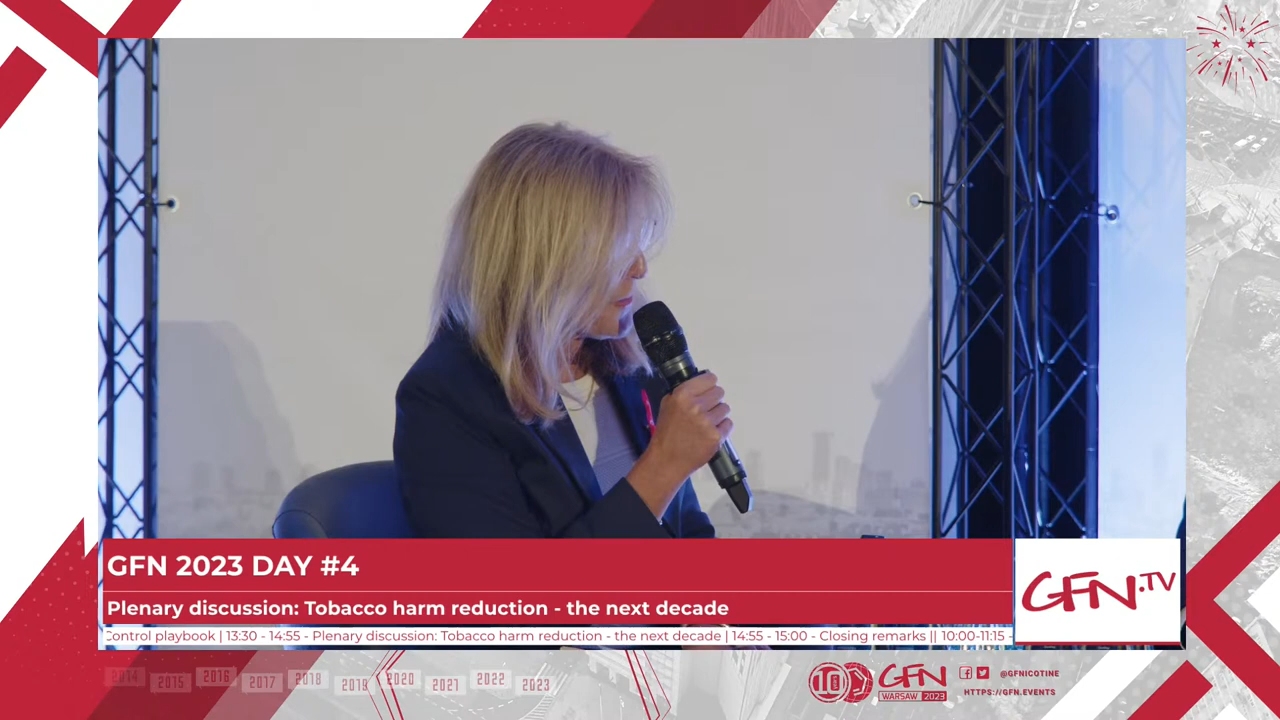 GFN 2023 DAY #4
Plenary discussion: Tobacco harm reduction - the next decade
Control playbook | 13:30 - 14:55 - Plenary discussion: Tobacco harm reduction - the next decade | 14:55 - 15:00 - Closing remarks || 10:00-11:15 -
GFN.TV
2014 2015 2016 2017 2018 2019 2020 2021 2022 2023
10
GFN
WARSAW 2023
@GFNICOTINE
HTTPS://GFN.EVENTS